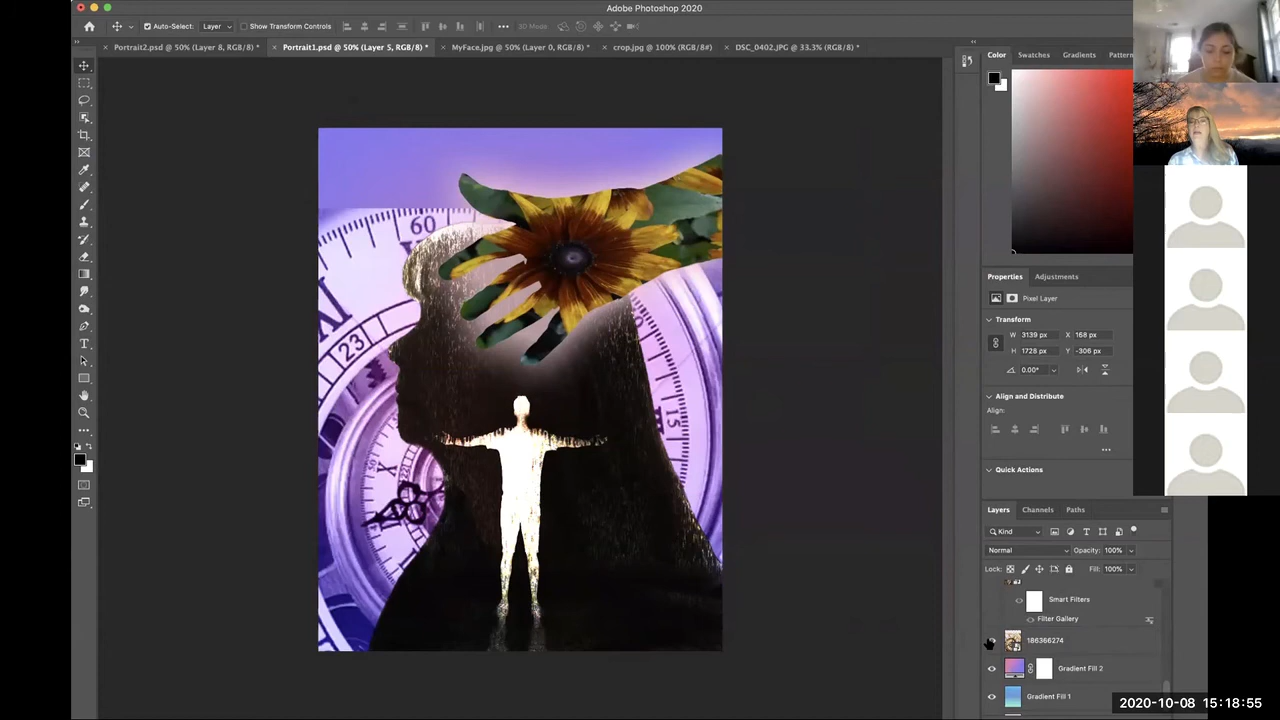 Adobe Photoshop 2020
Auto-Select: Layer Show Transform Controls 3D Mode:
Portrait2.psd @ 50% (Layer 8, RGB/8) * Portrait1.psd @ 50% (Layer 5, RGB/8) * MyFace.jpg @ 50% (Layer 0, RGB/8) * crop.jpg @ 100% (RGB/8#) DSC_0402.JPG @ 33.3% (RGB/8) *
Color Swatches Gradients Pattern
Properties Adjustments
Pixel Layer
Transform
W 3139 px X 168 px
H 1728 px Y -306 px
0.00°
Align and Distribute
Align:
Quick Actions
Layers Channels Paths
Kind
Normal Opacity: 100%
Lock: Fill: 100%
Smart Filters
Filter Gallery
186366274
Gradient Fill 2
Gradient Fill 1
60
23
15
X
2020-10-08 15:18:55